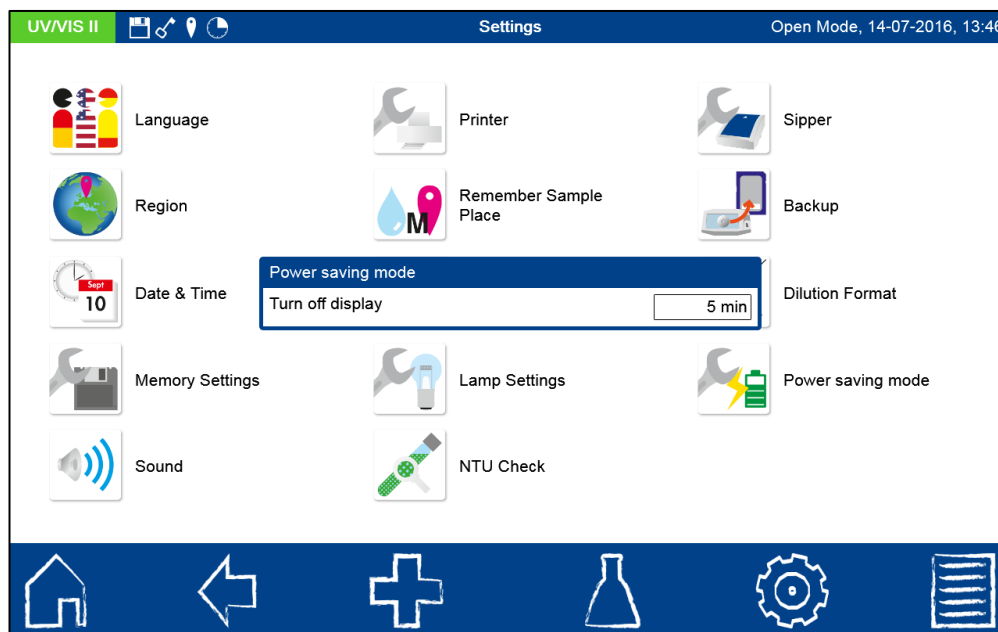 UV/VIS II
Settings
Open Mode, 14-07-2016, 13:46
Language
Printer
Sipper
Region
Remember Sample
Place
M
Backup
Sept
10
Date & Time
Power saving mode
Turn off display
5 min
Dilution Format
Memory Settings
Lamp Settings
Power saving mode
Sound
NTU Check